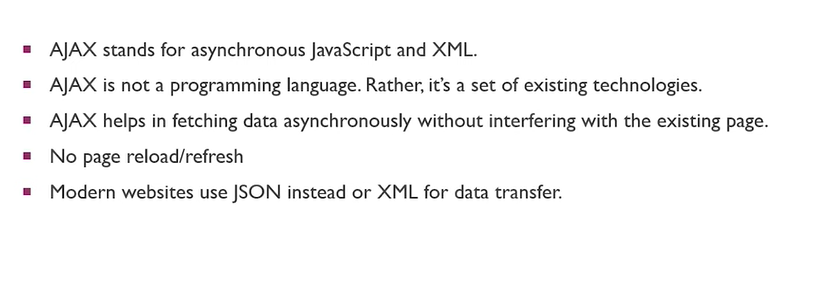 AJAX stands for asynchronous JavaScript and XML.
AJAX is not a programming language. Rather, it's a set of existing technologies.
AJAX helps in fetching data asynchronously without interfering with the existing page.
No page reload/refresh
Modern websites use JSON instead or XML for data transfer.